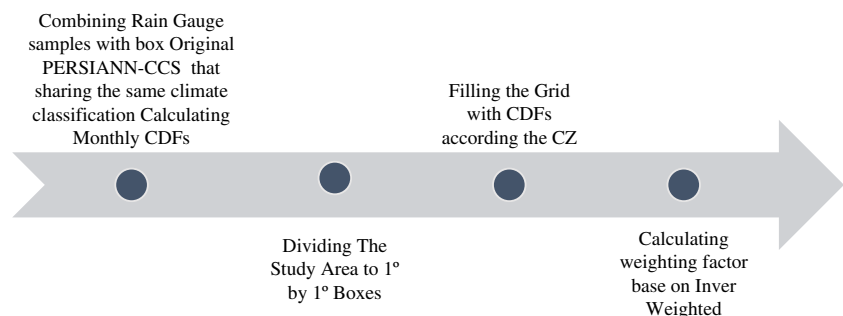 Combining Rain Gauge
samples with box Original
PERSIANN-CCS that
sharing the same climate
classification Calculating
Monthly CDFs
Dividing The
Study Area to 1º
by 1º Boxes
Filling the Grid
with CDFs
according the CZ
Calculating
weighting factor
base on Inver
Weighted